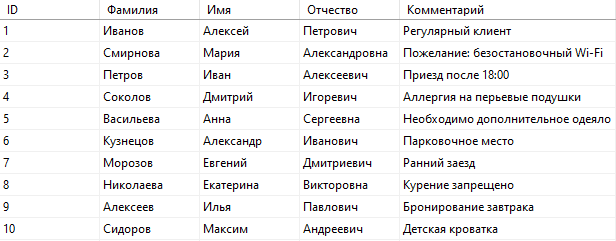 ID Фамилия Имя Отчество Комментарий
1 Иванов Алексей Петрович Регулярный клиент
2 Смирнова Мария Александровна Пожелание: безостановочный Wi-Fi
3 Петров Иван Алексеевич Приезд после 18:00
4 Соколов Дмитрий Игоревич Аллергия на перьевые подушки
5 Васильева Анна Сергеевна Необходимо дополнительное одеяло
6 Кузнецов Александр Иванович Парковочное место
7 Морозов Евгений Дмитриевич Ранний заезд
8 Николаева Екатерина Викторовна Курение запрещено
9 Алексеев Илья Павлович Бронирование завтрака
10 Сидоров Максим Андреевич Детская кроватка